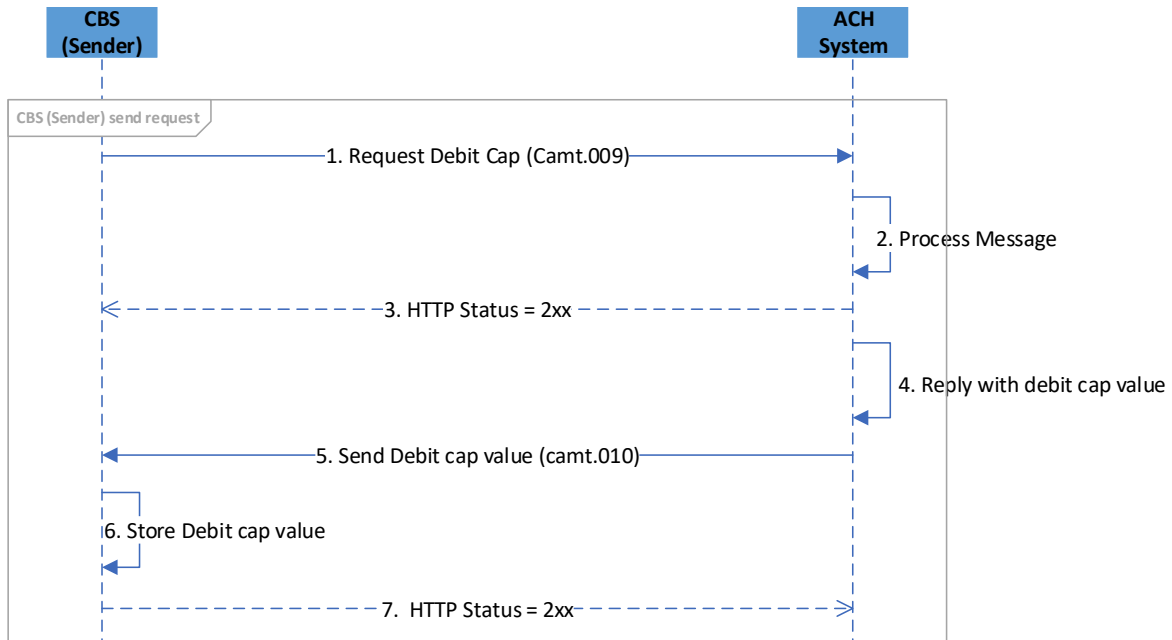 CBS
(Sender)
ACH
System
CBS (Sender) send request
1. Request Debit Cap (Camt.009)
2. Process Message
3. HTTP Status = 2xx
4. Reply with debit cap value
5. Send Debit cap value (camt.010)
6. Store Debit cap value
7. HTTP Status = 2xx